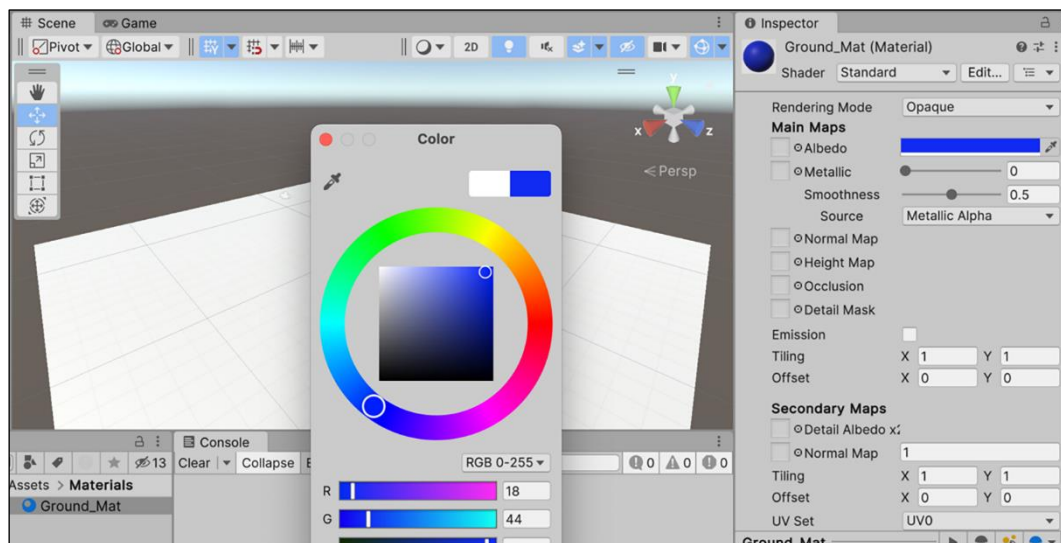 Scene Game
Pivot Global 2D
y
x z
Persp
Color
RGB 0-255
R 18
G 44
13 Console
Clear Collapse E 0 0 0
Assets > Materials
Ground_Mat
Inspector
Ground_Mat (Material)
Shader Standard Edit...
Rendering Mode Opaque
Main Maps
Albedo
Metallic 0
Smoothness 0.5
Source Metallic Alpha
Normal Map
Height Map
Occlusion
Detail Mask
Emission
Tiling X 1 Y 1
Offset X 0 Y 0
Secondary Maps
Detail Albedo x2
Normal Map 1
Tiling X 1 Y 1
Offset X 0 Y 0
UV Set UV0
Ground_Mat